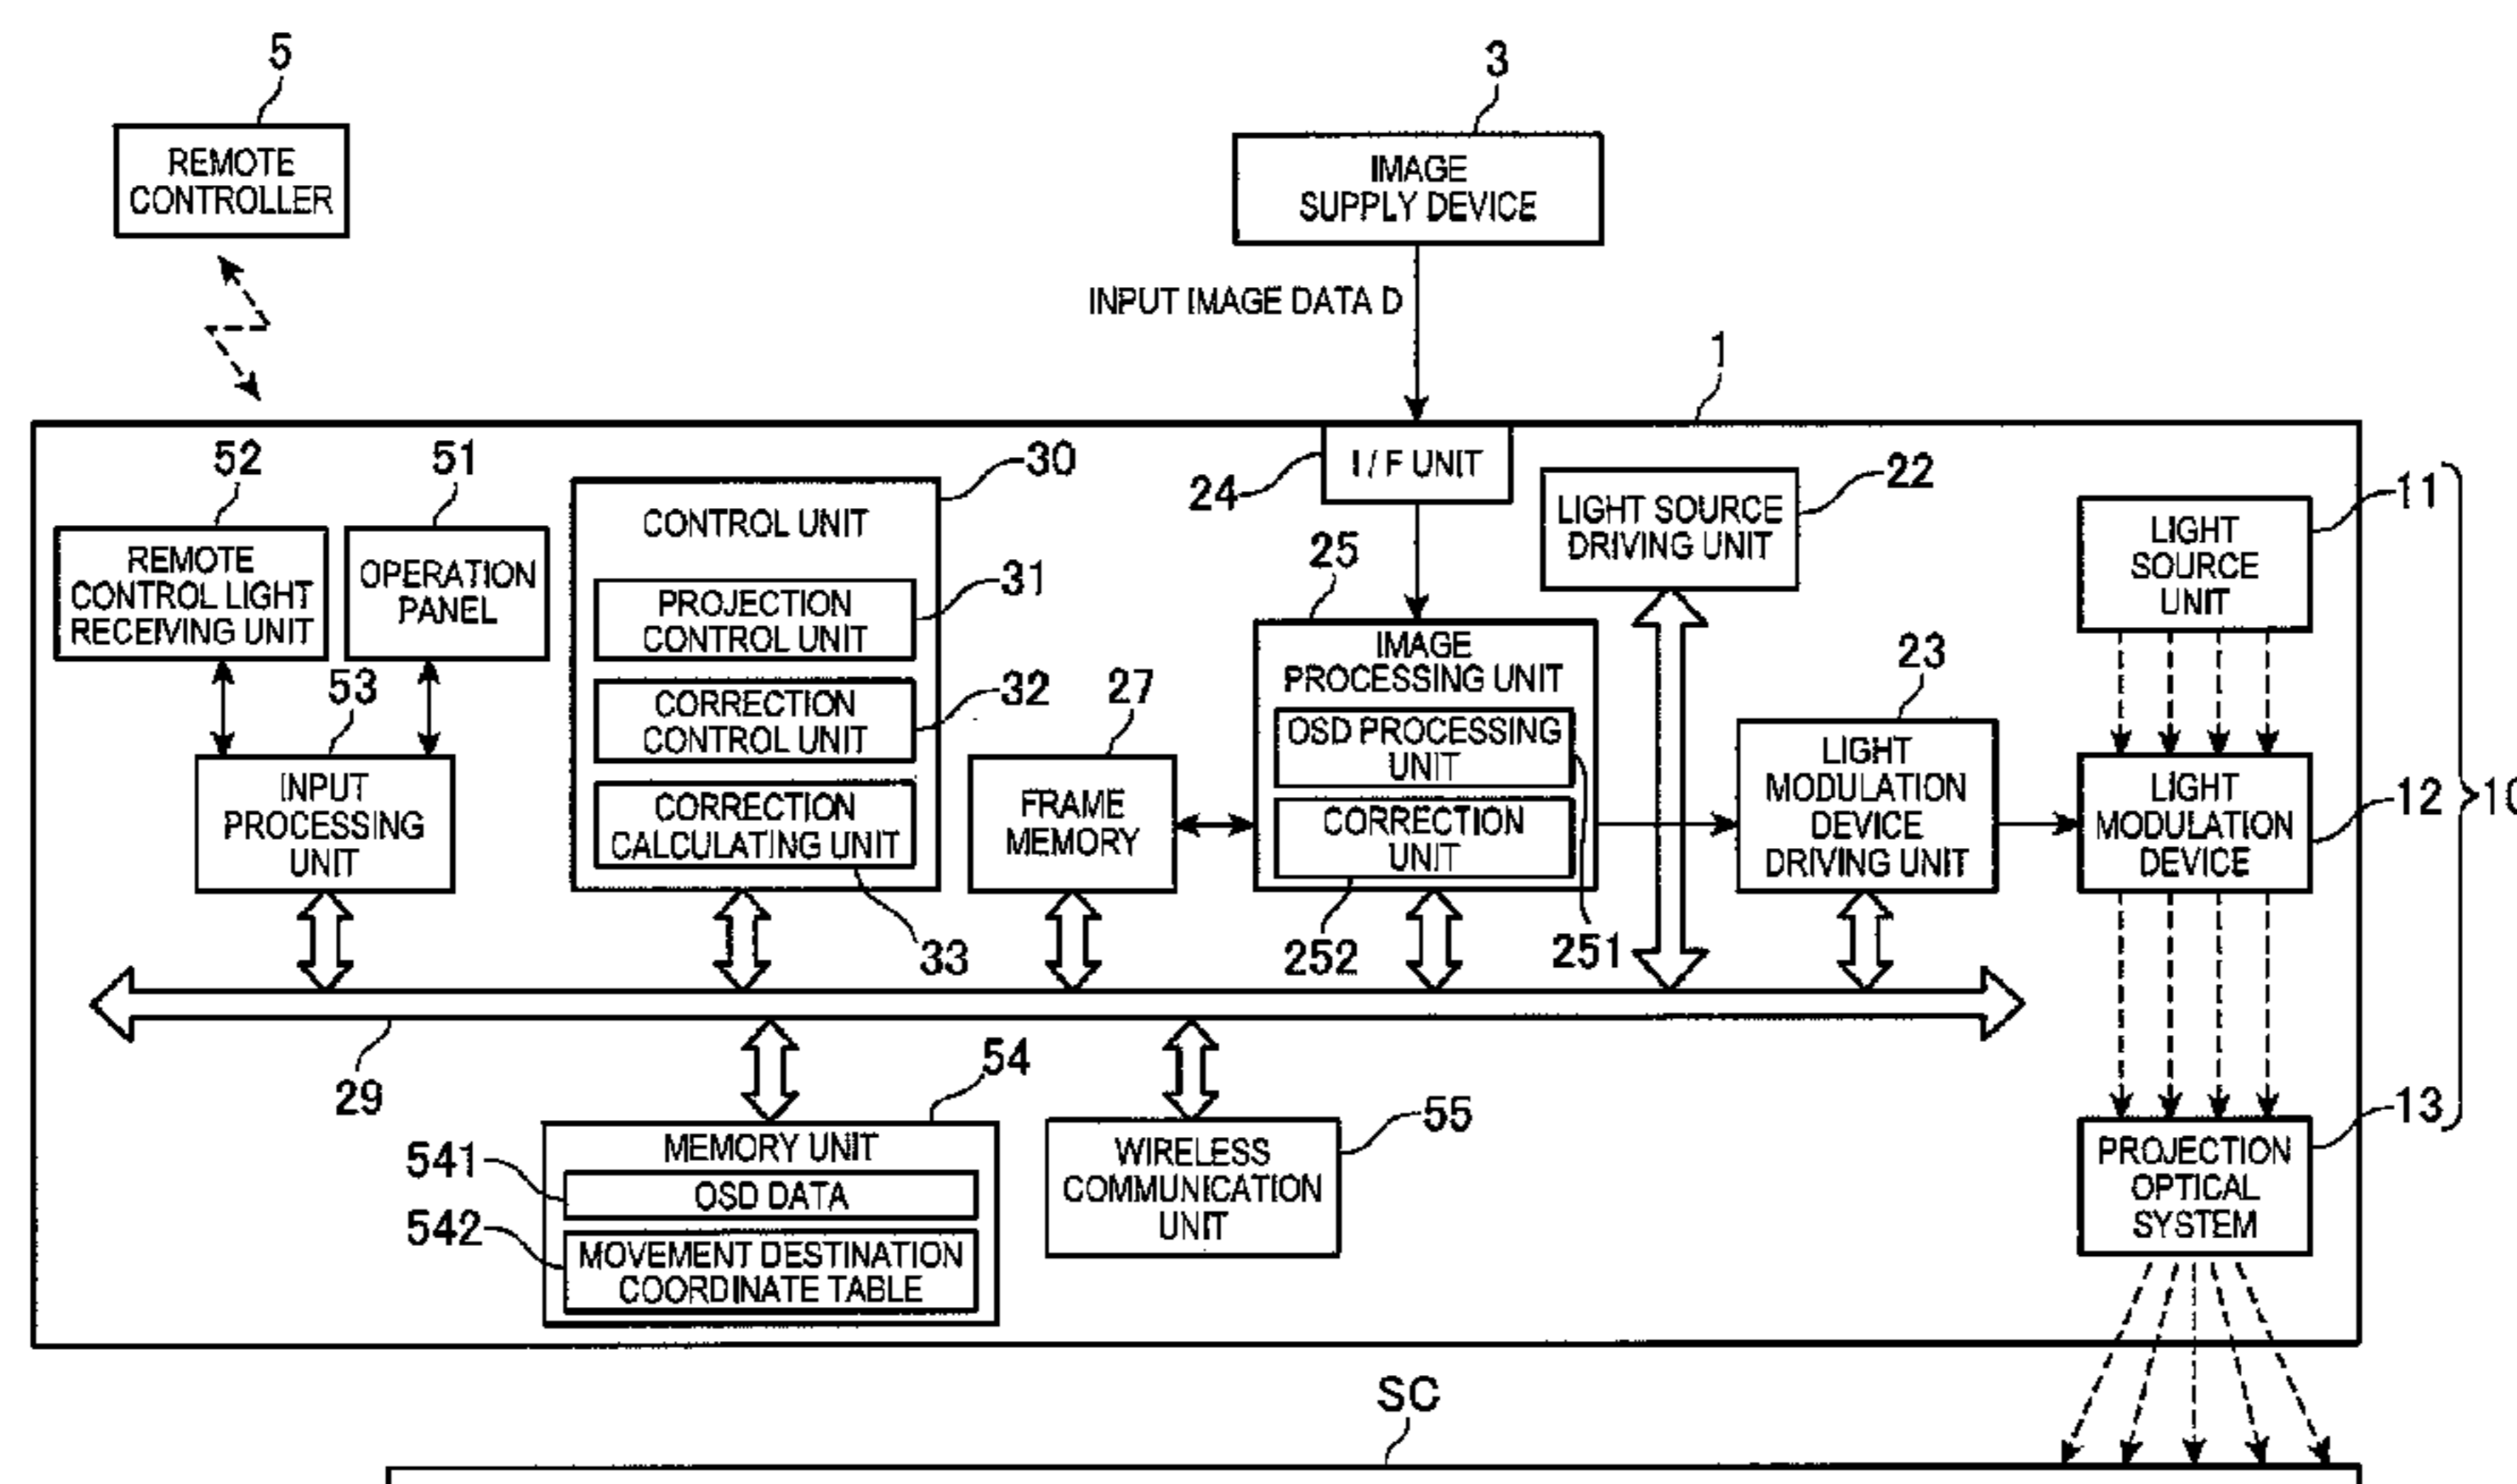 5
3
REMOTE
CONTROLLER
IMAGE
SUPPLY DEVICE
INPUT IMAGE DATA D
1
52
51
30
24
I / F UNIT
22
11
REMOTE
CONTROL LIGHT
RECEIVING UNIT
OPERATION
PANEL
CONTROL UNIT
31
PROJECTION
CONTROL UNIT
32
CORRECTION
CONTROL UNIT
CORRECTION
CALCULATING UNIT
33
25
LIGHT SOURCE
DRIVING UNIT
LIGHT
SOURCE
UNIT
53
INPUT
PROCESSING
UNIT
27
FRAME
MEMORY
IMAGE
PROCESSING UNIT
OSD PROCESSING
UNIT
CORRECTION
UNIT
252
251
23
LIGHT
MODULATION
DEVICE
DRIVING UNIT
LIGHT
MODULATION
DEVICE
12
10
29
54
MEMORY UNIT
541
OSD DATA
542
MOVEMENT DESTINATION
COORDINATE TABLE
55
WIRELESS
COMMUNICATION
UNIT
13
PROJECTION
OPTICAL
SYSTEM
SC